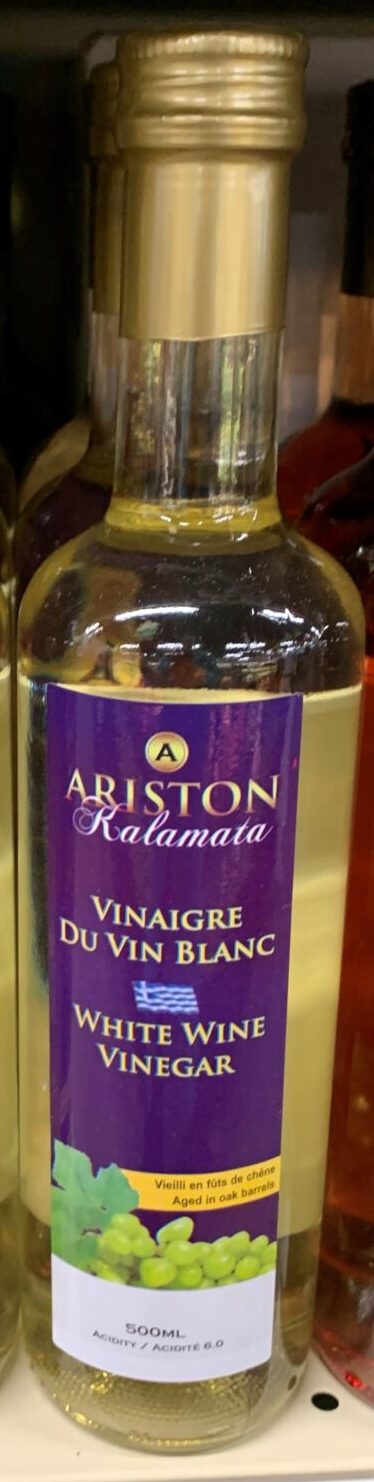 A
ARISTON
Kalamata
VINAIGRE
DU VIN BLANC
WHITE WINE
VINEGAR
Vieilli en fûts de chêne
Aged in oak barrels
500ML
ACIDITY / ACIDITÉ 6.0